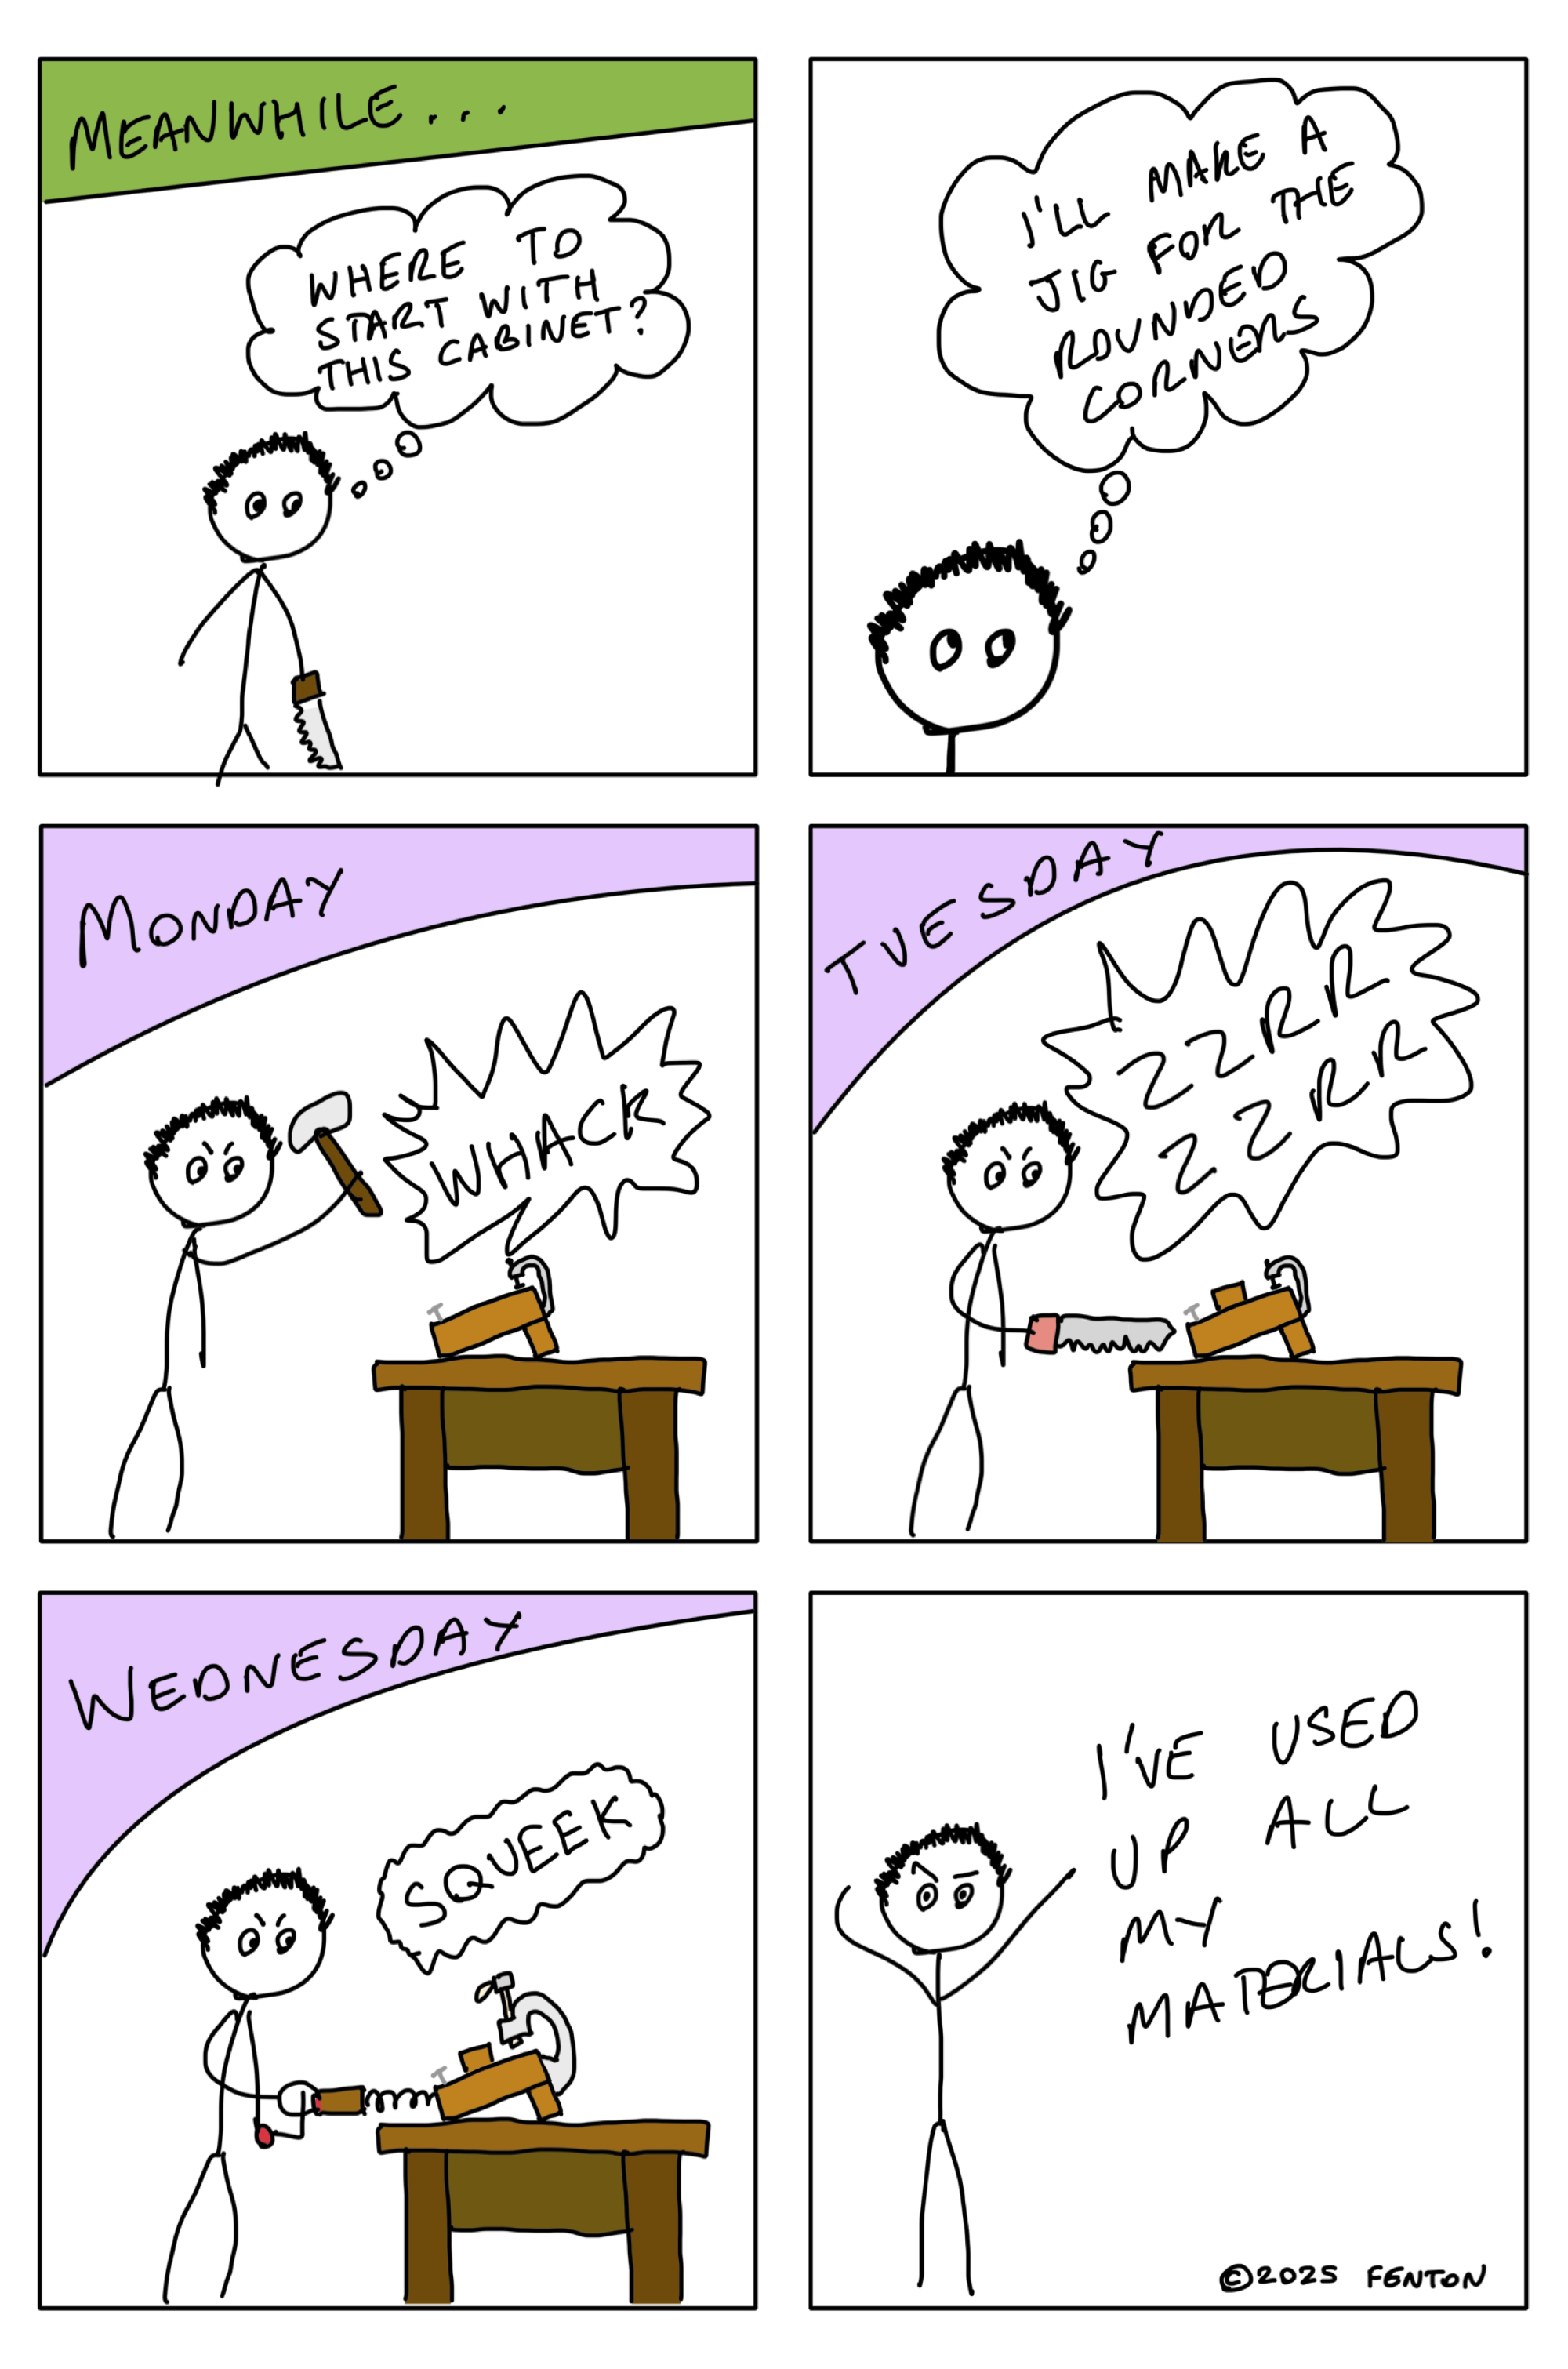 MEANWHILE...
WHERE TO
START WITH
THIS CABINET?
I'LL MAKE A
JIG FOR THE
ROUNDED
CORNERS
MONDAY
WHACK
TUESDAY
ZZRR
ZZRR
WEDNESDAY
SQUEEK
I'VE USED
UP ALL
MY
MATERIALS!
©2025 FENTON